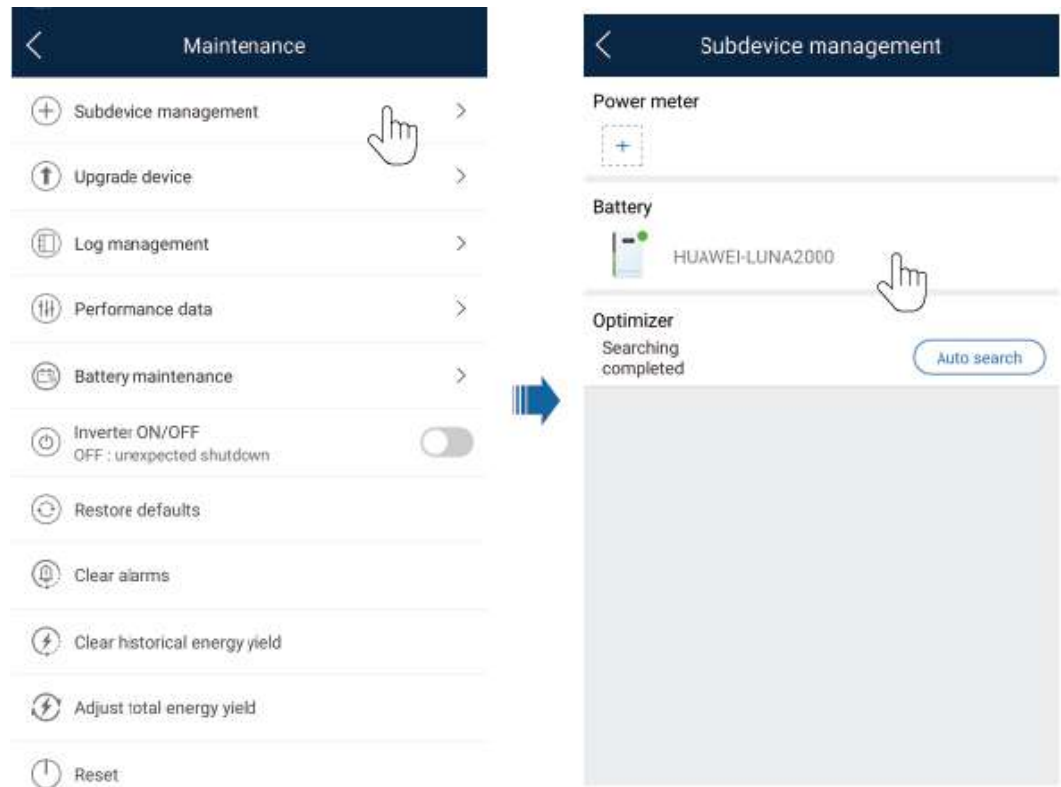 Maintenance
Subdevice management
Upgrade device
Log management
Performance data
Battery maintenance
Inverter ON/OFF
OFF : unexpected shutdown
Restore defaults
Clear alarms
Clear historical energy yield
Adjust total energy yield
Reset
Subdevice management
Power meter
+
Battery
HUAWEI-LUNA2000
Optimizer
Searching
completed
Auto search